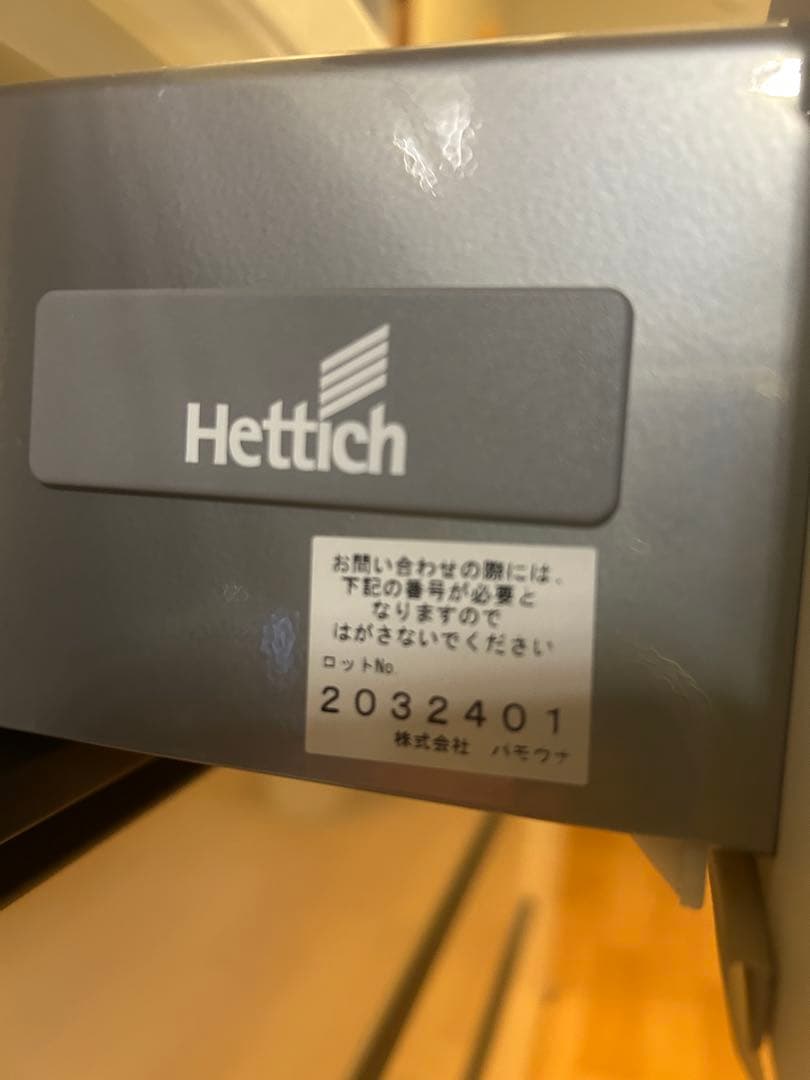 Hettich
お問い合わせの際には、
下記の番号が必要と
なりますので
はがさないでください
ロットNo.
2032401
株式会社 パモウナ